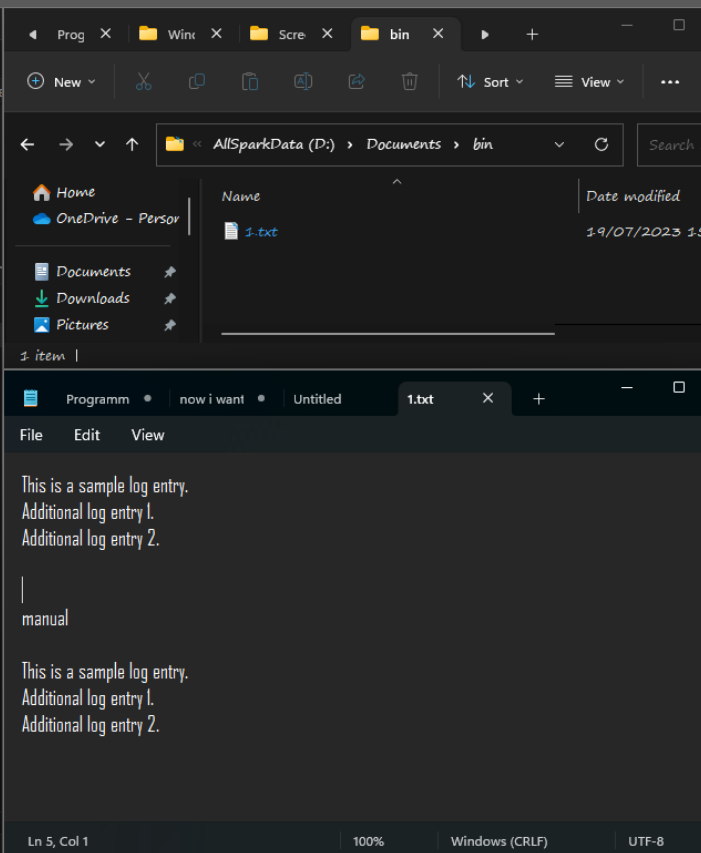 Prog Winc Scre bin
New Sort View
AllSparkData (D:) Documents bin Search
Home
OneDrive - Persor
Documents
Downloads
Pictures
Name Date modified
1.txt 19/07/2023 15
1 item
Programm now i want Untitled 1.txt
File Edit View
This is a sample log entry.
Additional log entry 1.
Additional log entry 2.
manual
This is a sample log entry.
Additional log entry 1.
Additional log entry 2.
Ln 5, Col 1 100% Windows (CRLF) UTF-8